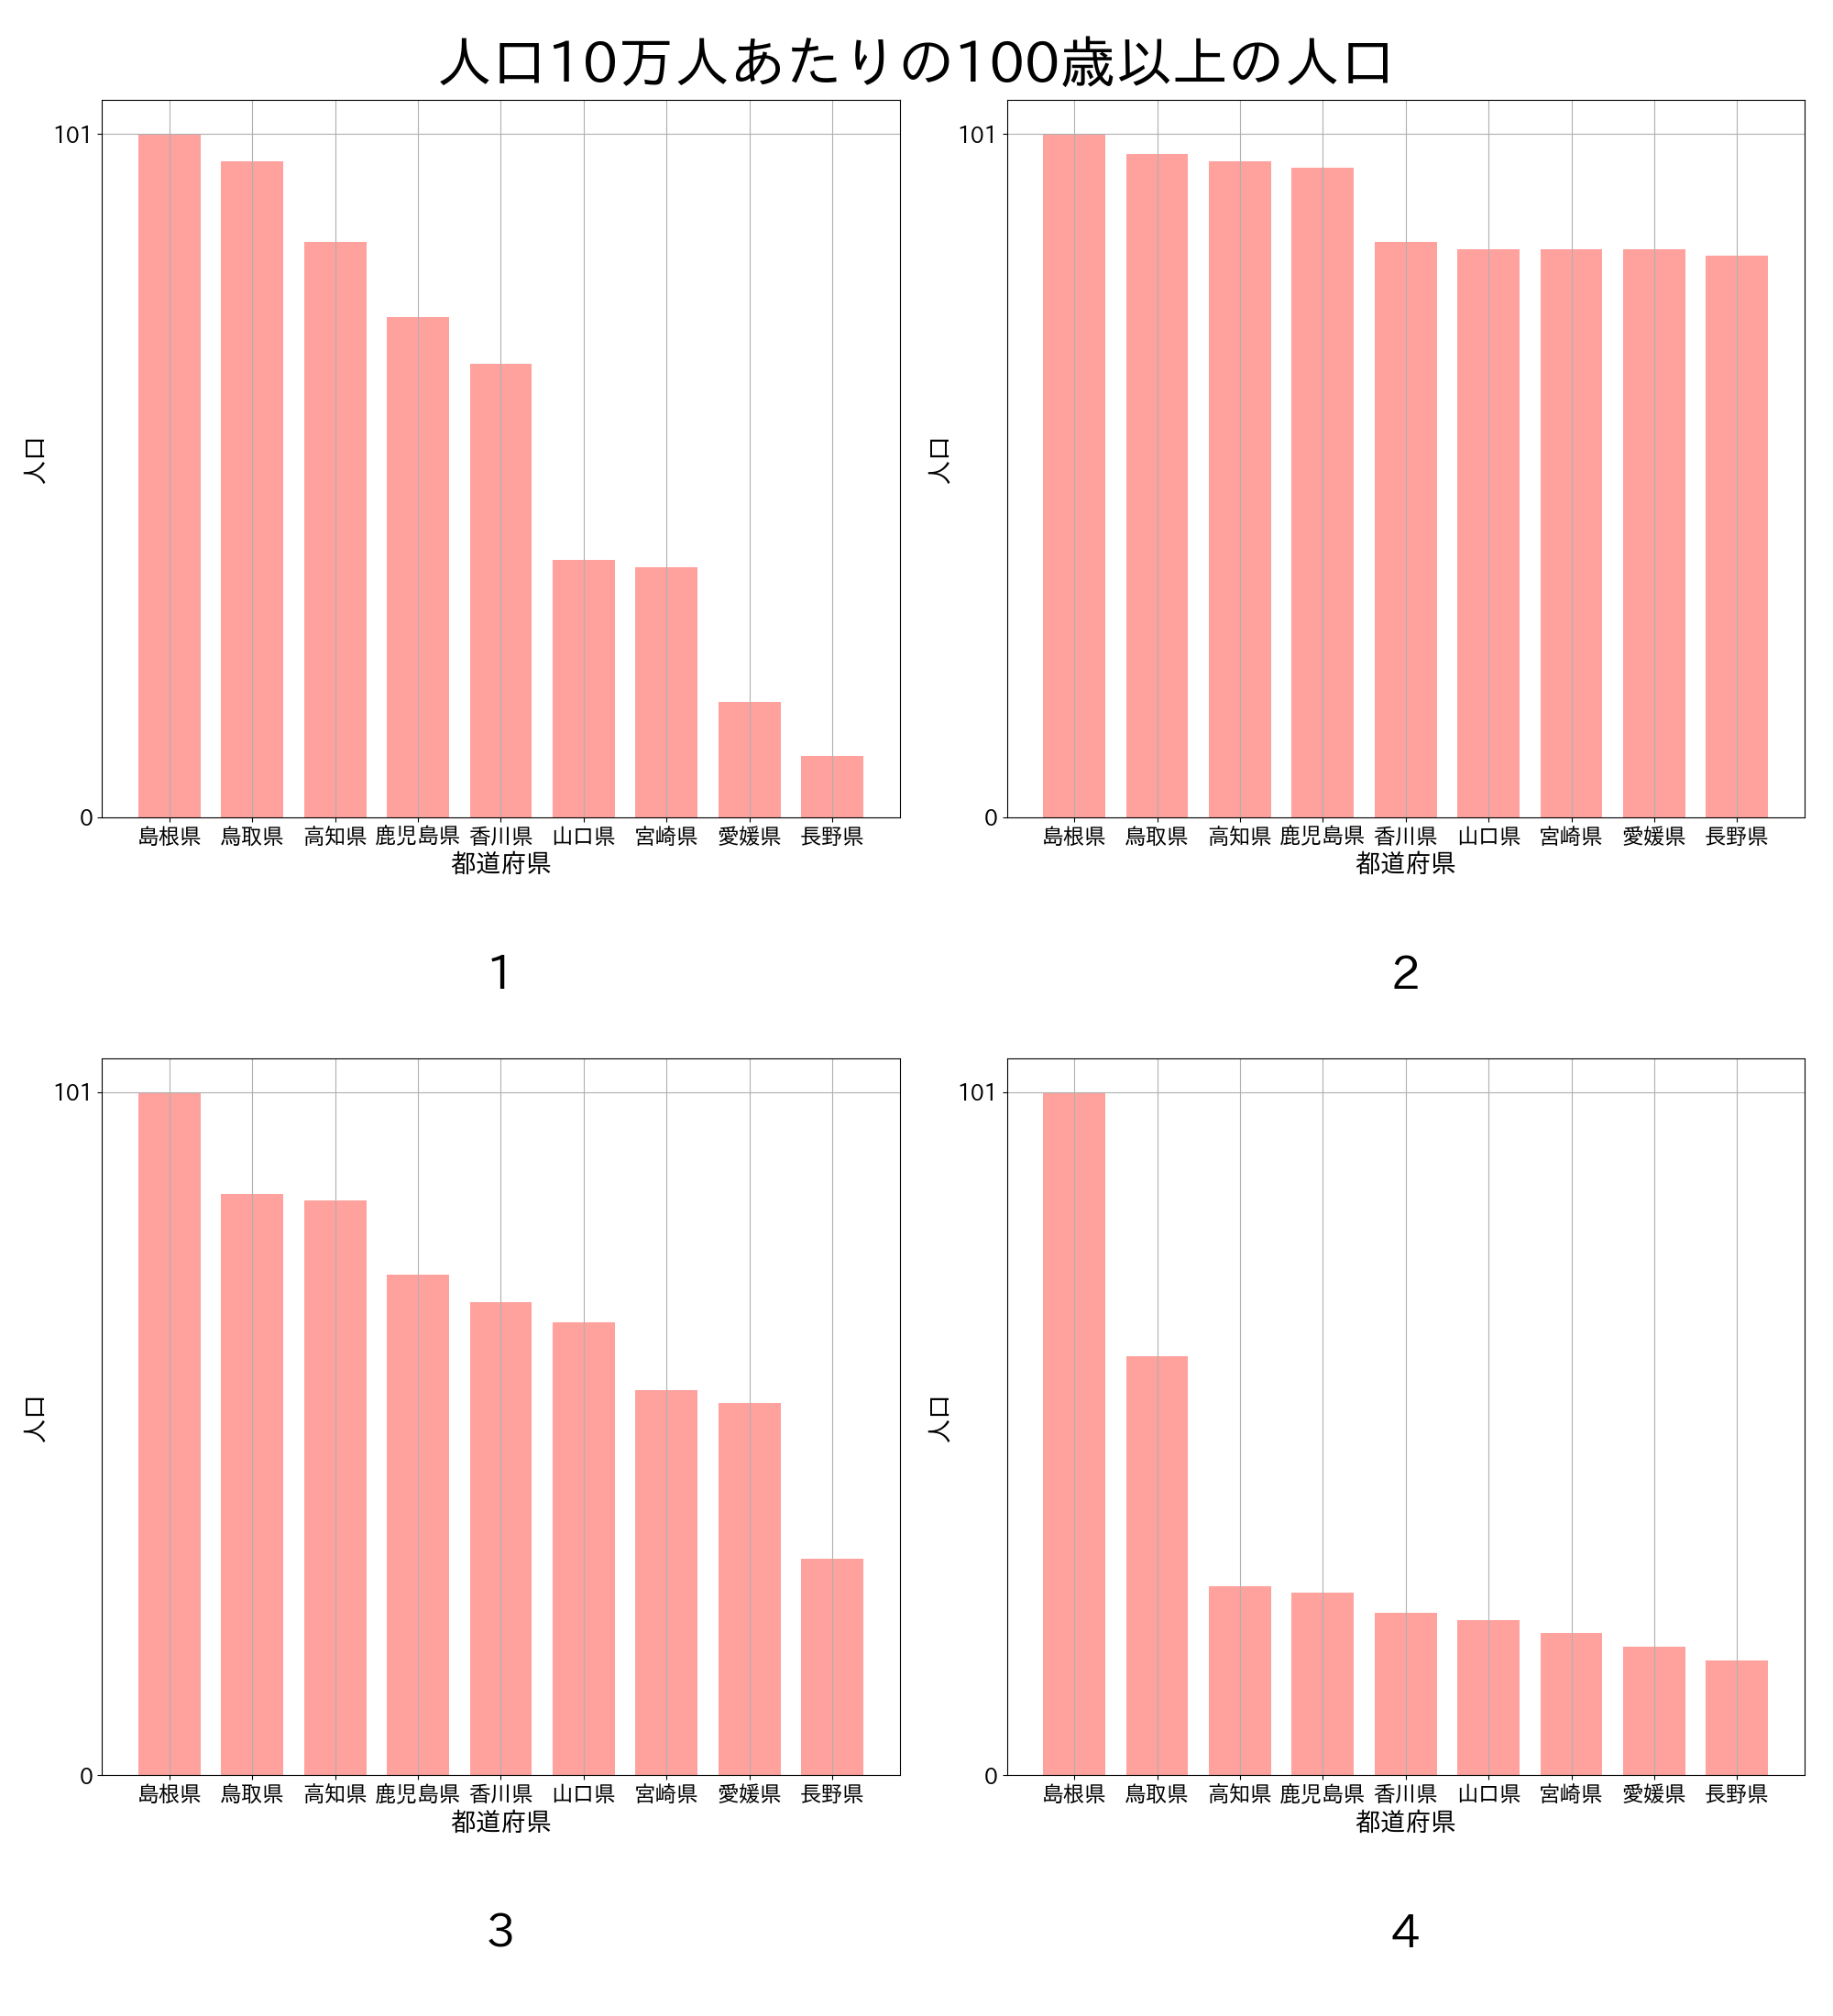 人口10万人あたりの100歳以上の人口
101
0
人口
島根県 鳥取県 高知県 鹿児島県 香川県 山口県 宮崎県 愛媛県 長野県
都道府県
1
101
0
人口
島根県 鳥取県 高知県 鹿児島県 香川県 山口県 宮崎県 愛媛県 長野県
都道府県
2
101
0
人口
島根県 鳥取県 高知県 鹿児島県 香川県 山口県 宮崎県 愛媛県 長野県
都道府県
3
101
0
人口
島根県 鳥取県 高知県 鹿児島県 香川県 山口県 宮崎県 愛媛県 長野県
都道府県
4